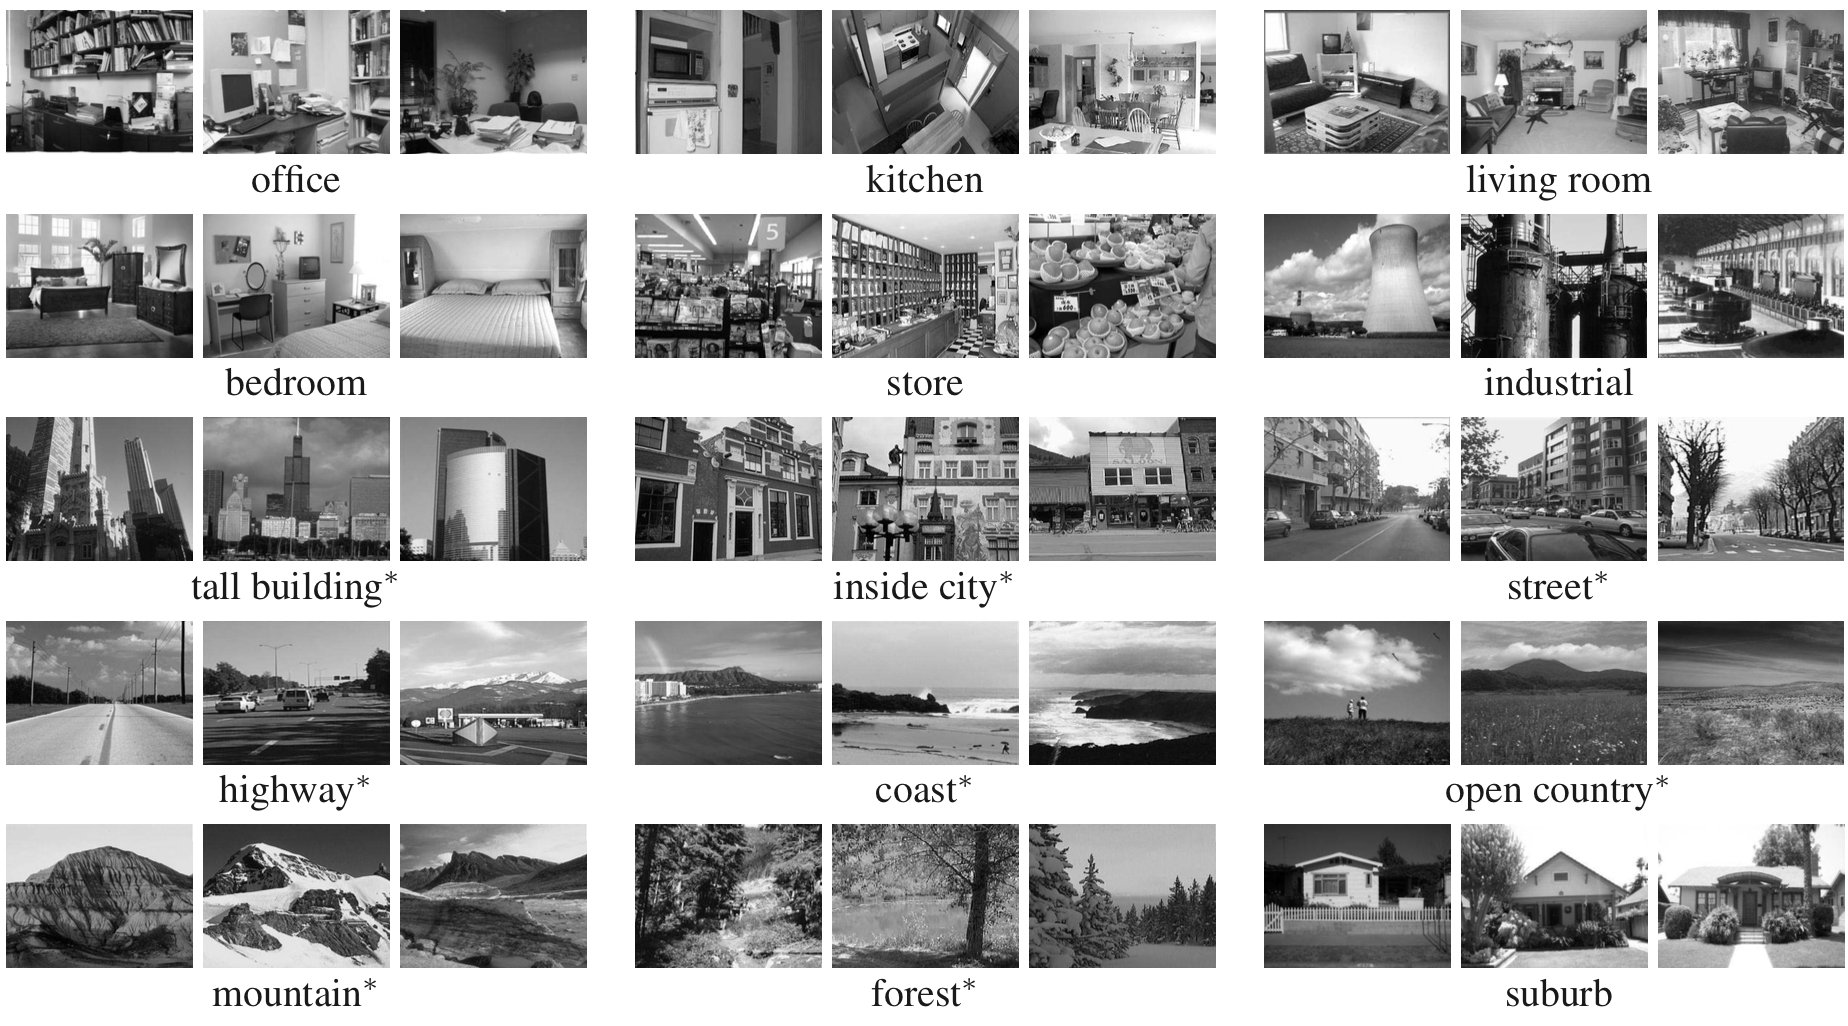 office
kitchen
living room
5
bedroom
store
industrial
tall building*
inside city*
street*
highway*
coast*
open country*
mountain*
forest*
suburb